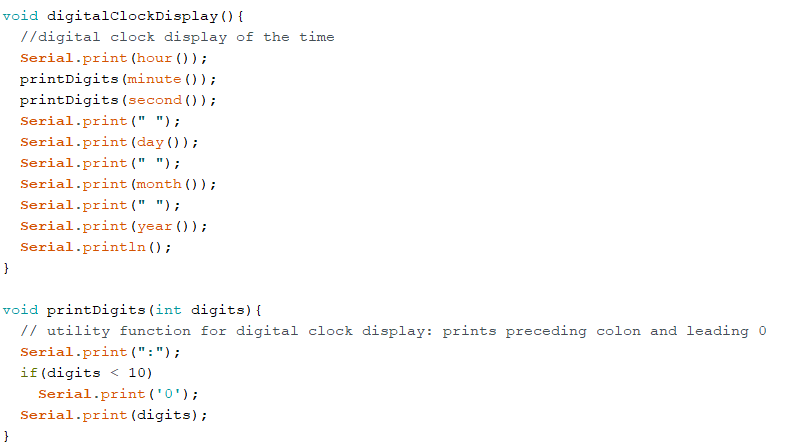 void digitalClockDisplay(){
  //digital clock display of the time
  Serial.print(hour());
  printDigits(minute());
  printDigits(second());
  Serial.print(" ");
  Serial.print(day());
  Serial.print(" ");
  Serial.print(month());
  Serial.print(" ");
  Serial.print(year());
  Serial.println();
}

void printDigits(int digits){
  // utility function for digital clock display: prints preceding colon and leading 0
  Serial.print(":");
  if(digits < 10)
    Serial.print('0');
  Serial.print(digits);
}